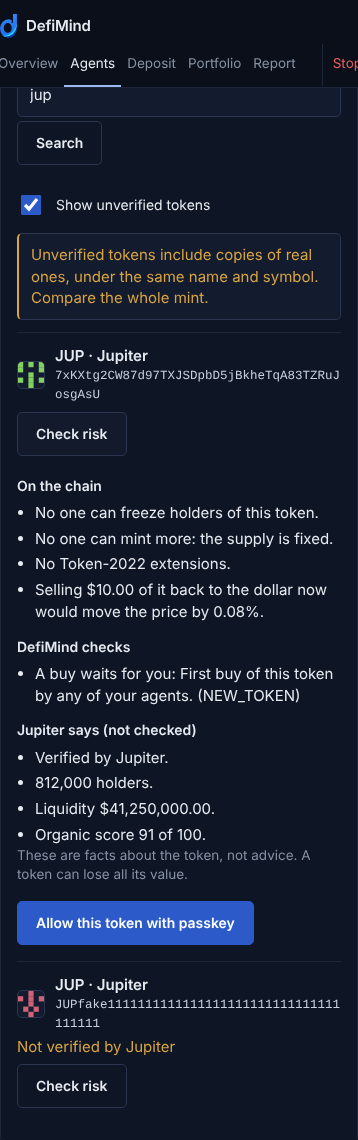 DefiMind
Overview Agents Deposit Portfolio Report Stop
jup
Search
Show unverified tokens
Unverified tokens include copies of real
ones, under the same name and symbol.
Compare the whole mint.
JUP · Jupiter
7xKXtg2CW87d97TXJSDpbD5jBkheTqA83TZRuJ
osgAsU
Check risk
On the chain
• No one can freeze holders of this token.
• No one can mint more: the supply is fixed.
• No Token-2022 extensions.
• Selling $10.00 of it back to the dollar now
would move the price by 0.08%.
DefiMind checks
• A buy waits for you: First buy of this token
by any of your agents. (NEW_TOKEN)
Jupiter says (not checked)
• Verified by Jupiter.
• 812,000 holders.
• Liquidity $41,250,000.00.
• Organic score 91 of 100.
These are facts about the token, not advice. A
token can lose all its value.
Allow this token with passkey
JUP · Jupiter
JUPfake1111111111111111111111111111111
111111
Not verified by Jupiter
Check risk